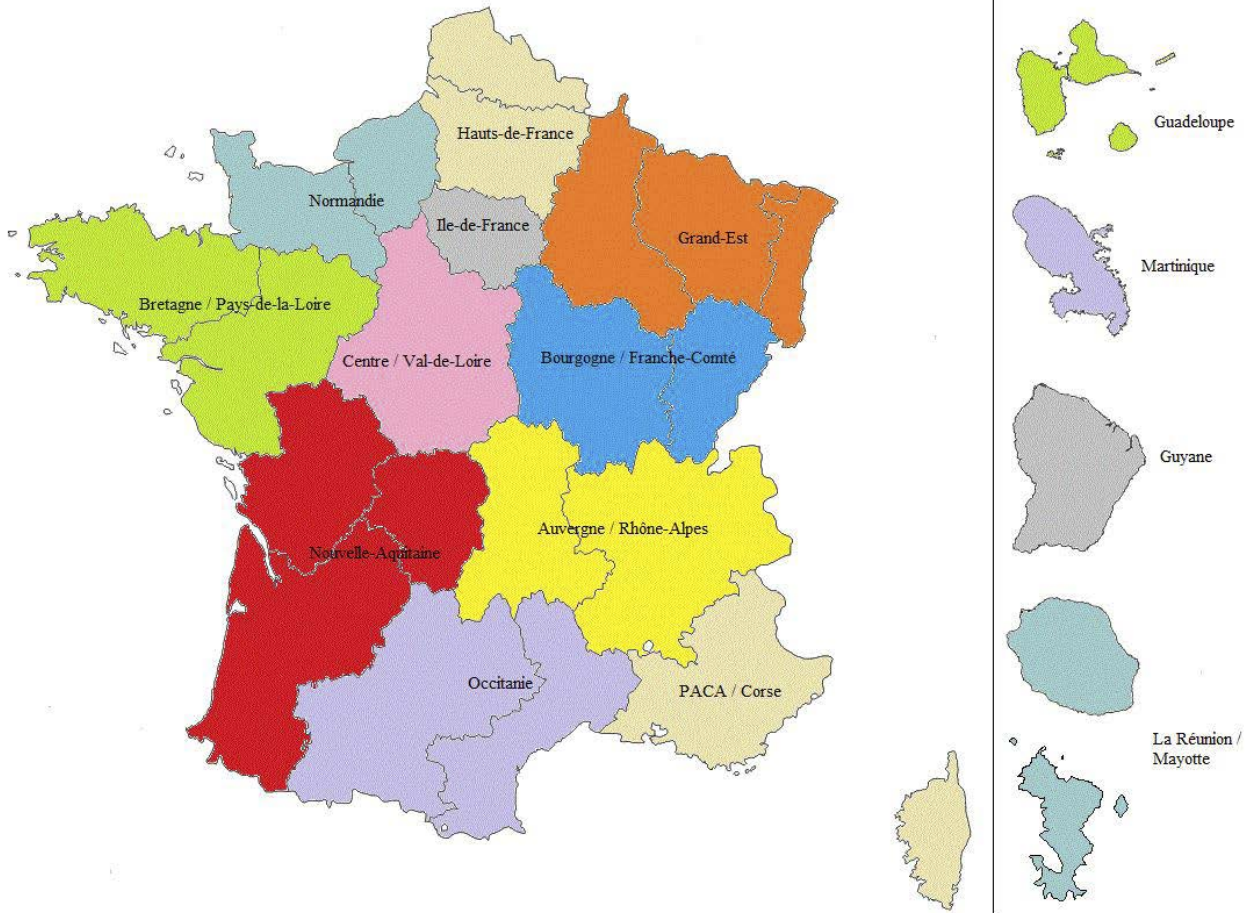 Hauts-de-France
Normandie
Ile-de-France
Grand-Est
Bretagne / Pays-de-la-Loire
Centre / Val-de-Loire
Bourgogne / Franche-Comté
Auvergne / Rhône-Alpes
Nouvelle-Aquitaine
Occitanie
PACA / Corse
Guadeloupe
Martinique
Guyane
La Réunion /
Mayotte